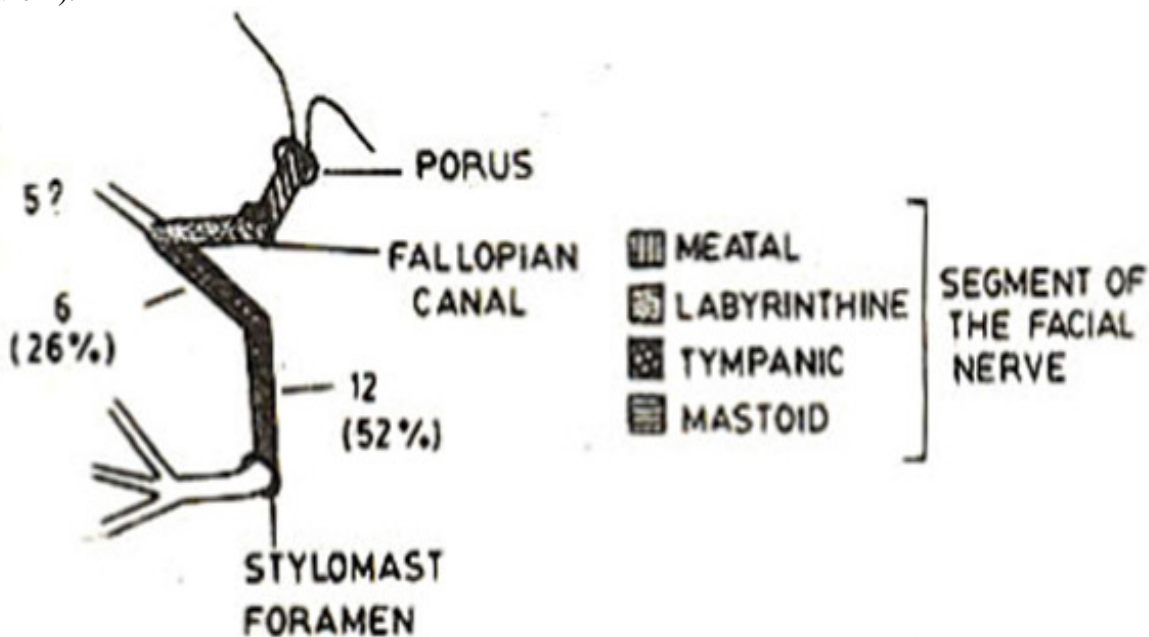 PORUS
5?
FALLOPIAN
CANAL
6
(26%)
12
(52%)
STYLOMAST
FORAMEN
MEATAL
LABYRINTHINE
TYMPANIC
MASTOID
SEGMENT OF
THE FACIAL
NERVE